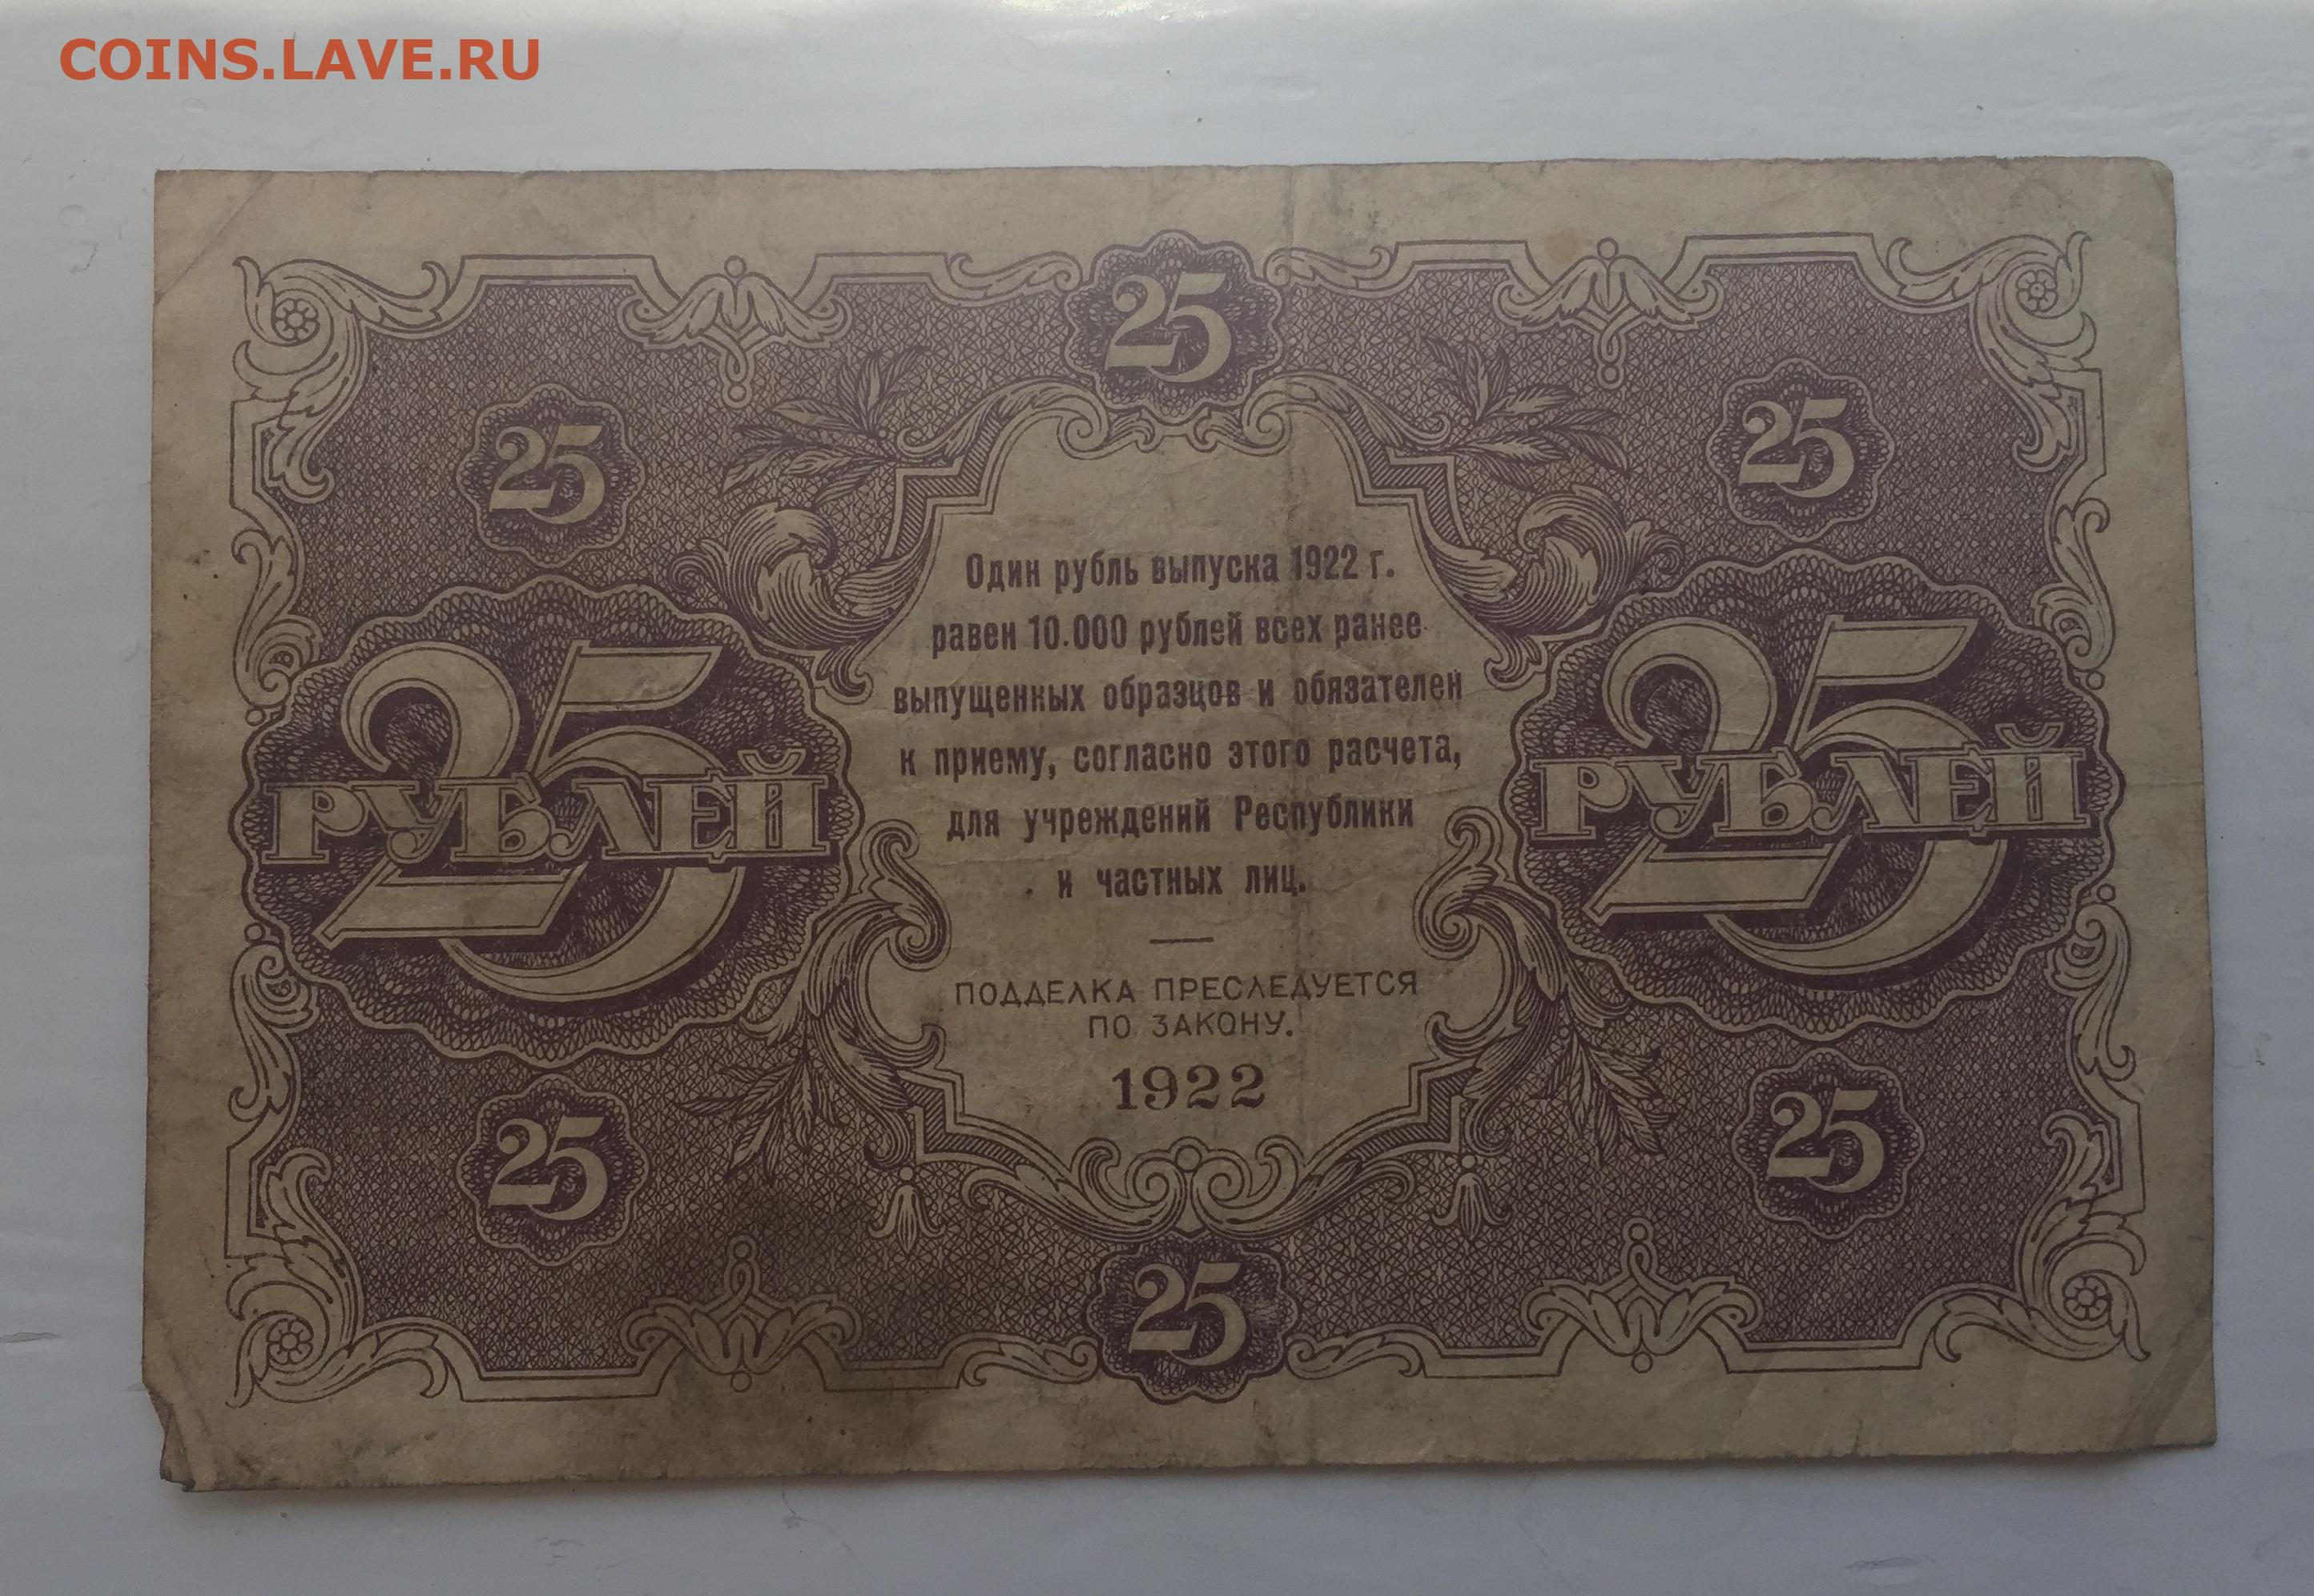 COINS.LAVE.RU
25
25
25
Один рубль выпуска 1922 г.
равен 10.000 рублей всех ранее
выпущенных образцов и обязателен
к приему, согласно этого расчета,
для учреждений Республики
и частных лиц.
25
РУБЛЕЙ
25
РУБЛЕЙ
ПОДДЕЛКА ПРЕСЛЕДУЕТСЯ
ПО ЗАКОНУ.
1922
25
25
25